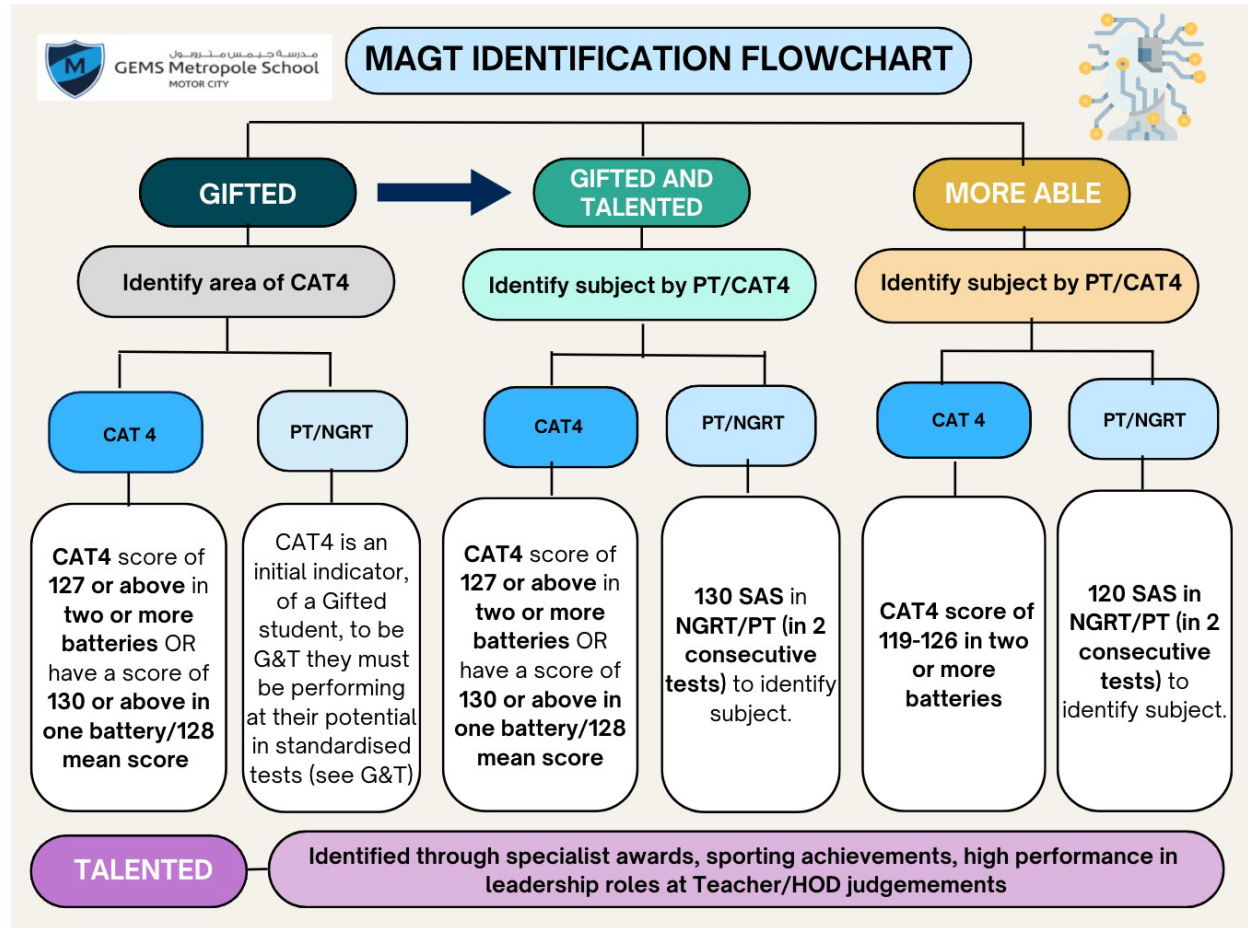 مدرسة جيمس متروبول
GEMS Metropole School
MOTOR CITY
M
MAGT IDENTIFICATION FLOWCHART
GIFTED
GIFTED AND
TALENTED
MORE ABLE
Identify area of CAT4
Identify subject by PT/CAT4
Identify subject by PT/CAT4
CAT 4
PT/NGRT
CAT4
PT/NGRT
CAT 4
PT/NGRT
CAT4 score of
127 or above in
two or more
batteries OR
have a score of
130 or above in
one battery/128
mean score
CAT4 is an
initial indicator,
of a Gifted
student, to be
G&T they must
be performing
at their potential
in standardised
tests (see G&T)
CAT4 score of
127 or above in
two or more
batteries OR
have a score of
130 or above in
one battery/128
mean score
130 SAS in
NGRT/PT (in 2
consecutive
tests) to identify
subject.
CAT4 score of
119-126 in two
or more
batteries
120 SAS in
NGRT/PT (in 2
consecutive
tests) to
identify subject.
TALENTED
Identified through specialist awards, sporting achievements, high performance in
leadership roles at Teacher/HOD judgemements